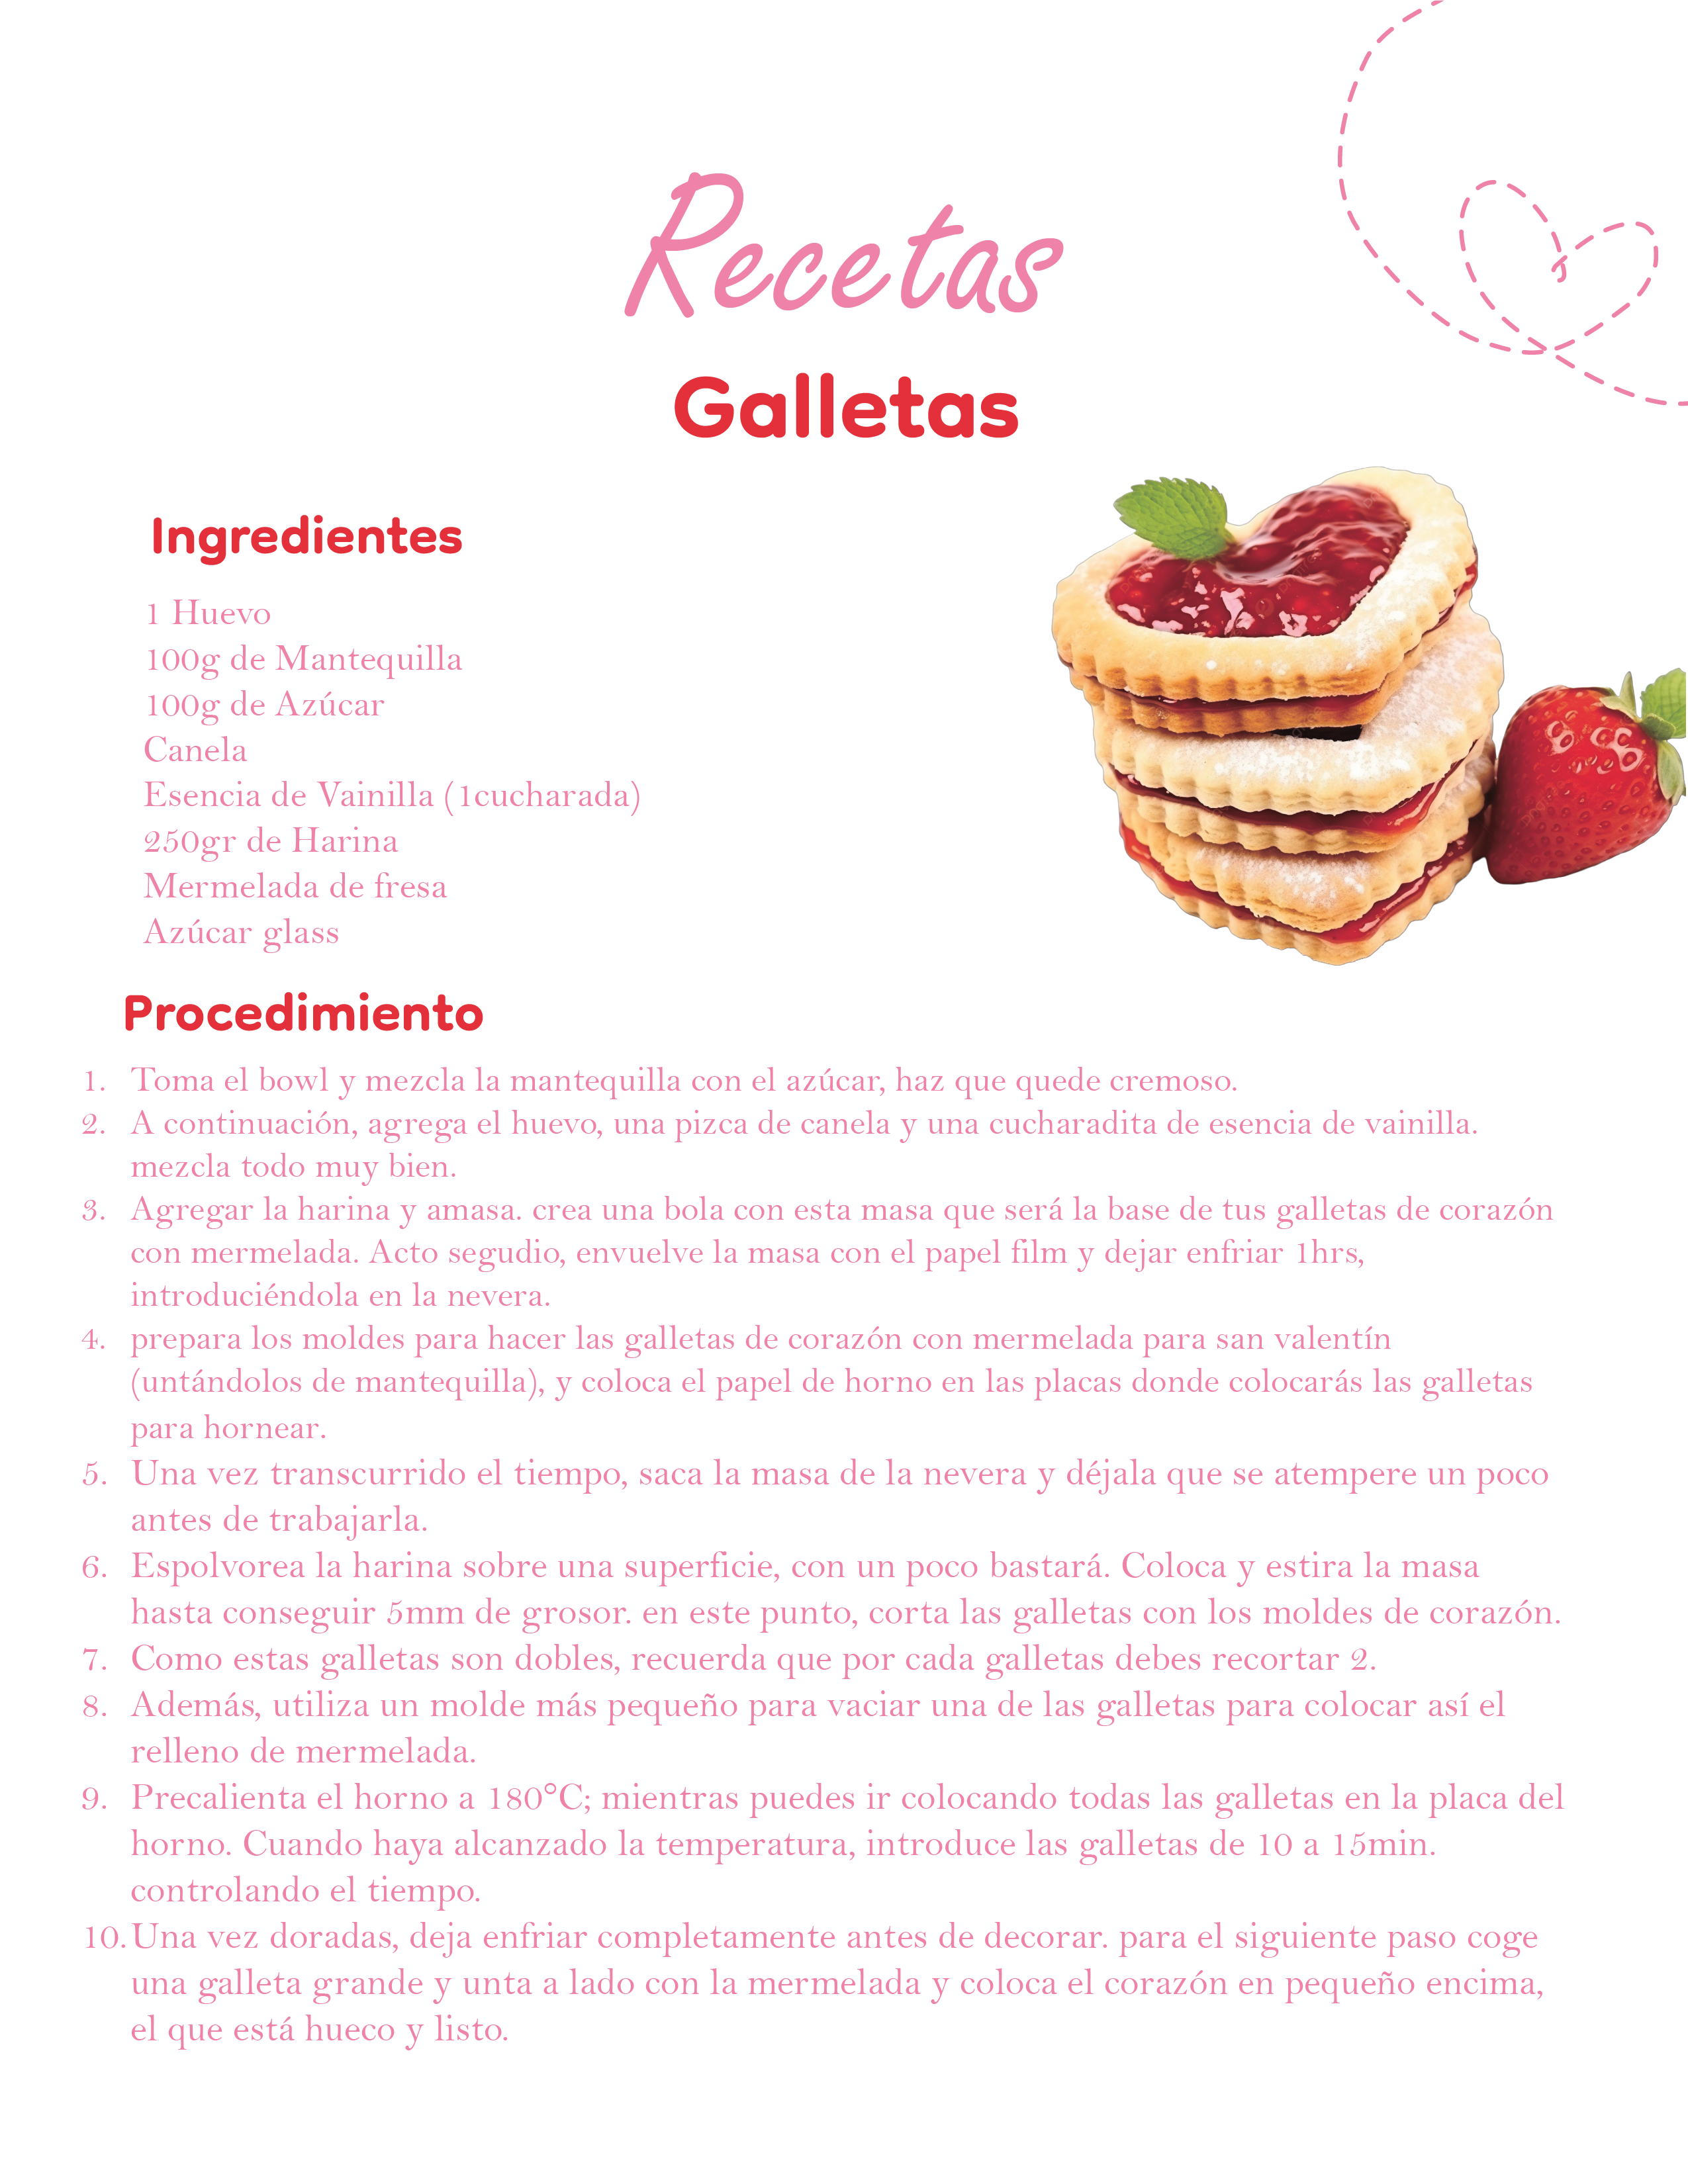 Recetas
Galletas
Ingredientes
1 Huevo
100g de Mantequilla
100g de Azúcar
Canela
Esencia de Vainilla (1cucharada)
250gr de Harina
Mermelada de fresa
Azúcar glass
Procedimiento
1. Toma el bowl y mezcla la mantequilla con el azúcar, haz que quede cremoso.
2. A continuación, agrega el huevo, una pizca de canela y una cucharadita de esencia de vainilla.
mezcla todo muy bien.
3. Agregar la harina y amasa. crea una bola con esta masa que será la base de tus galletas de corazón
con mermelada. Acto segudio, envuelve la masa con el papel film y dejar enfriar 1hrs,
introduciéndola en la nevera.
4. prepara los moldes para hacer las galletas de corazón con mermelada para san valentín
(untándolos de mantequilla), y coloca el papel de horno en las placas donde colocarás las galletas
para hornear.
5. Una vez transcurrido el tiempo, saca la masa de la nevera y déjala que se atempere un poco
antes de trabajarla.
6. Espolvorea la harina sobre una superficie, con un poco bastará. Coloca y estira la masa
hasta conseguir 5mm de grosor. en este punto, corta las galletas con los moldes de corazón.
7. Como estas galletas son dobles, recuerda que por cada galletas debes recortar 2.
8. Además, utiliza un molde más pequeño para vaciar una de las galletas para colocar así el
relleno de mermelada.
9. Precalienta el horno a 180°C; mientras puedes ir colocando todas las galletas en la placa del
horno. Cuando haya alcanzado la temperatura, introduce las galletas de 10 a 15min.
controlando el tiempo.
10. Una vez doradas, deja enfriar completamente antes de decorar. para el siguiente paso coge
una galleta grande y unta a lado con la mermelada y coloca el corazón en pequeño encima,
el que está hueco y listo.